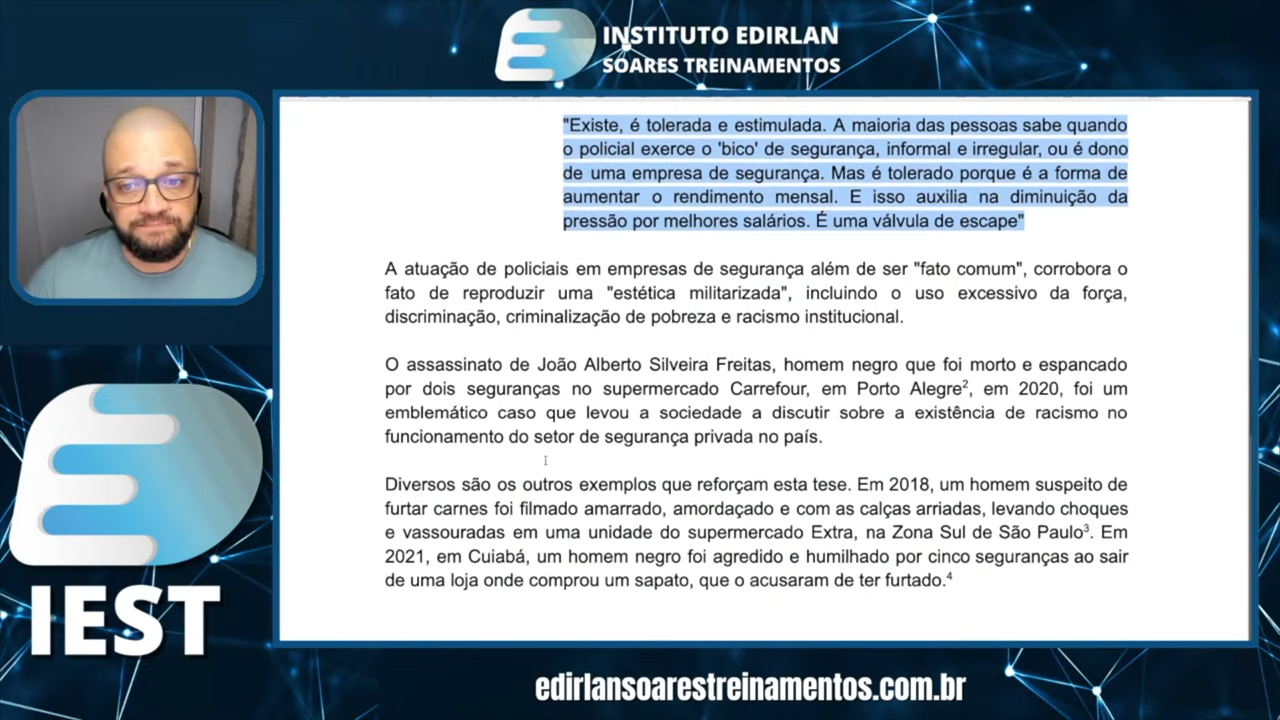 INSTITUTO EDIRLAN
SOARES TREINAMENTOS
"Existe, é tolerada e estimulada. A maioria das pessoas sabe quando
o policial exerce o 'bico' de segurança, informal e irregular, ou é dono
de uma empresa de segurança. Mas é tolerado porque é a forma de
aumentar o rendimento mensal. E isso auxilia na diminuição da
pressão por melhores salários. É uma válvula de escape"
A atuação de policiais em empresas de segurança além de ser "fato comum", corrobora o
fato de reproduzir uma "estética militarizada", incluindo o uso excessivo da força,
discriminação, criminalização de pobreza e racismo institucional.
O assassinato de João Alberto Silveira Freitas, homem negro que foi morto e espancado
por dois seguranças no supermercado Carrefour, em Porto Alegre², em 2020, foi um
emblemático caso que levou a sociedade a discutir sobre a existência de racismo no
funcionamento do setor de segurança privada no país.
Diversos são os outros exemplos que reforçam esta tese. Em 2018, um homem suspeito de
furtar carnes foi filmado amarrado, amordaçado e com as calças arriadas, levando choques
e vassouradas em uma unidade do supermercado Extra, na Zona Sul de São Paulo³. Em
2021, em Cuiabá, um homem negro foi agredido e humilhado por cinco seguranças ao sair
de uma loja onde comprou um sapato, que o acusaram de ter furtado.⁴
IEST
edirlansoarestreinamentos.com.br